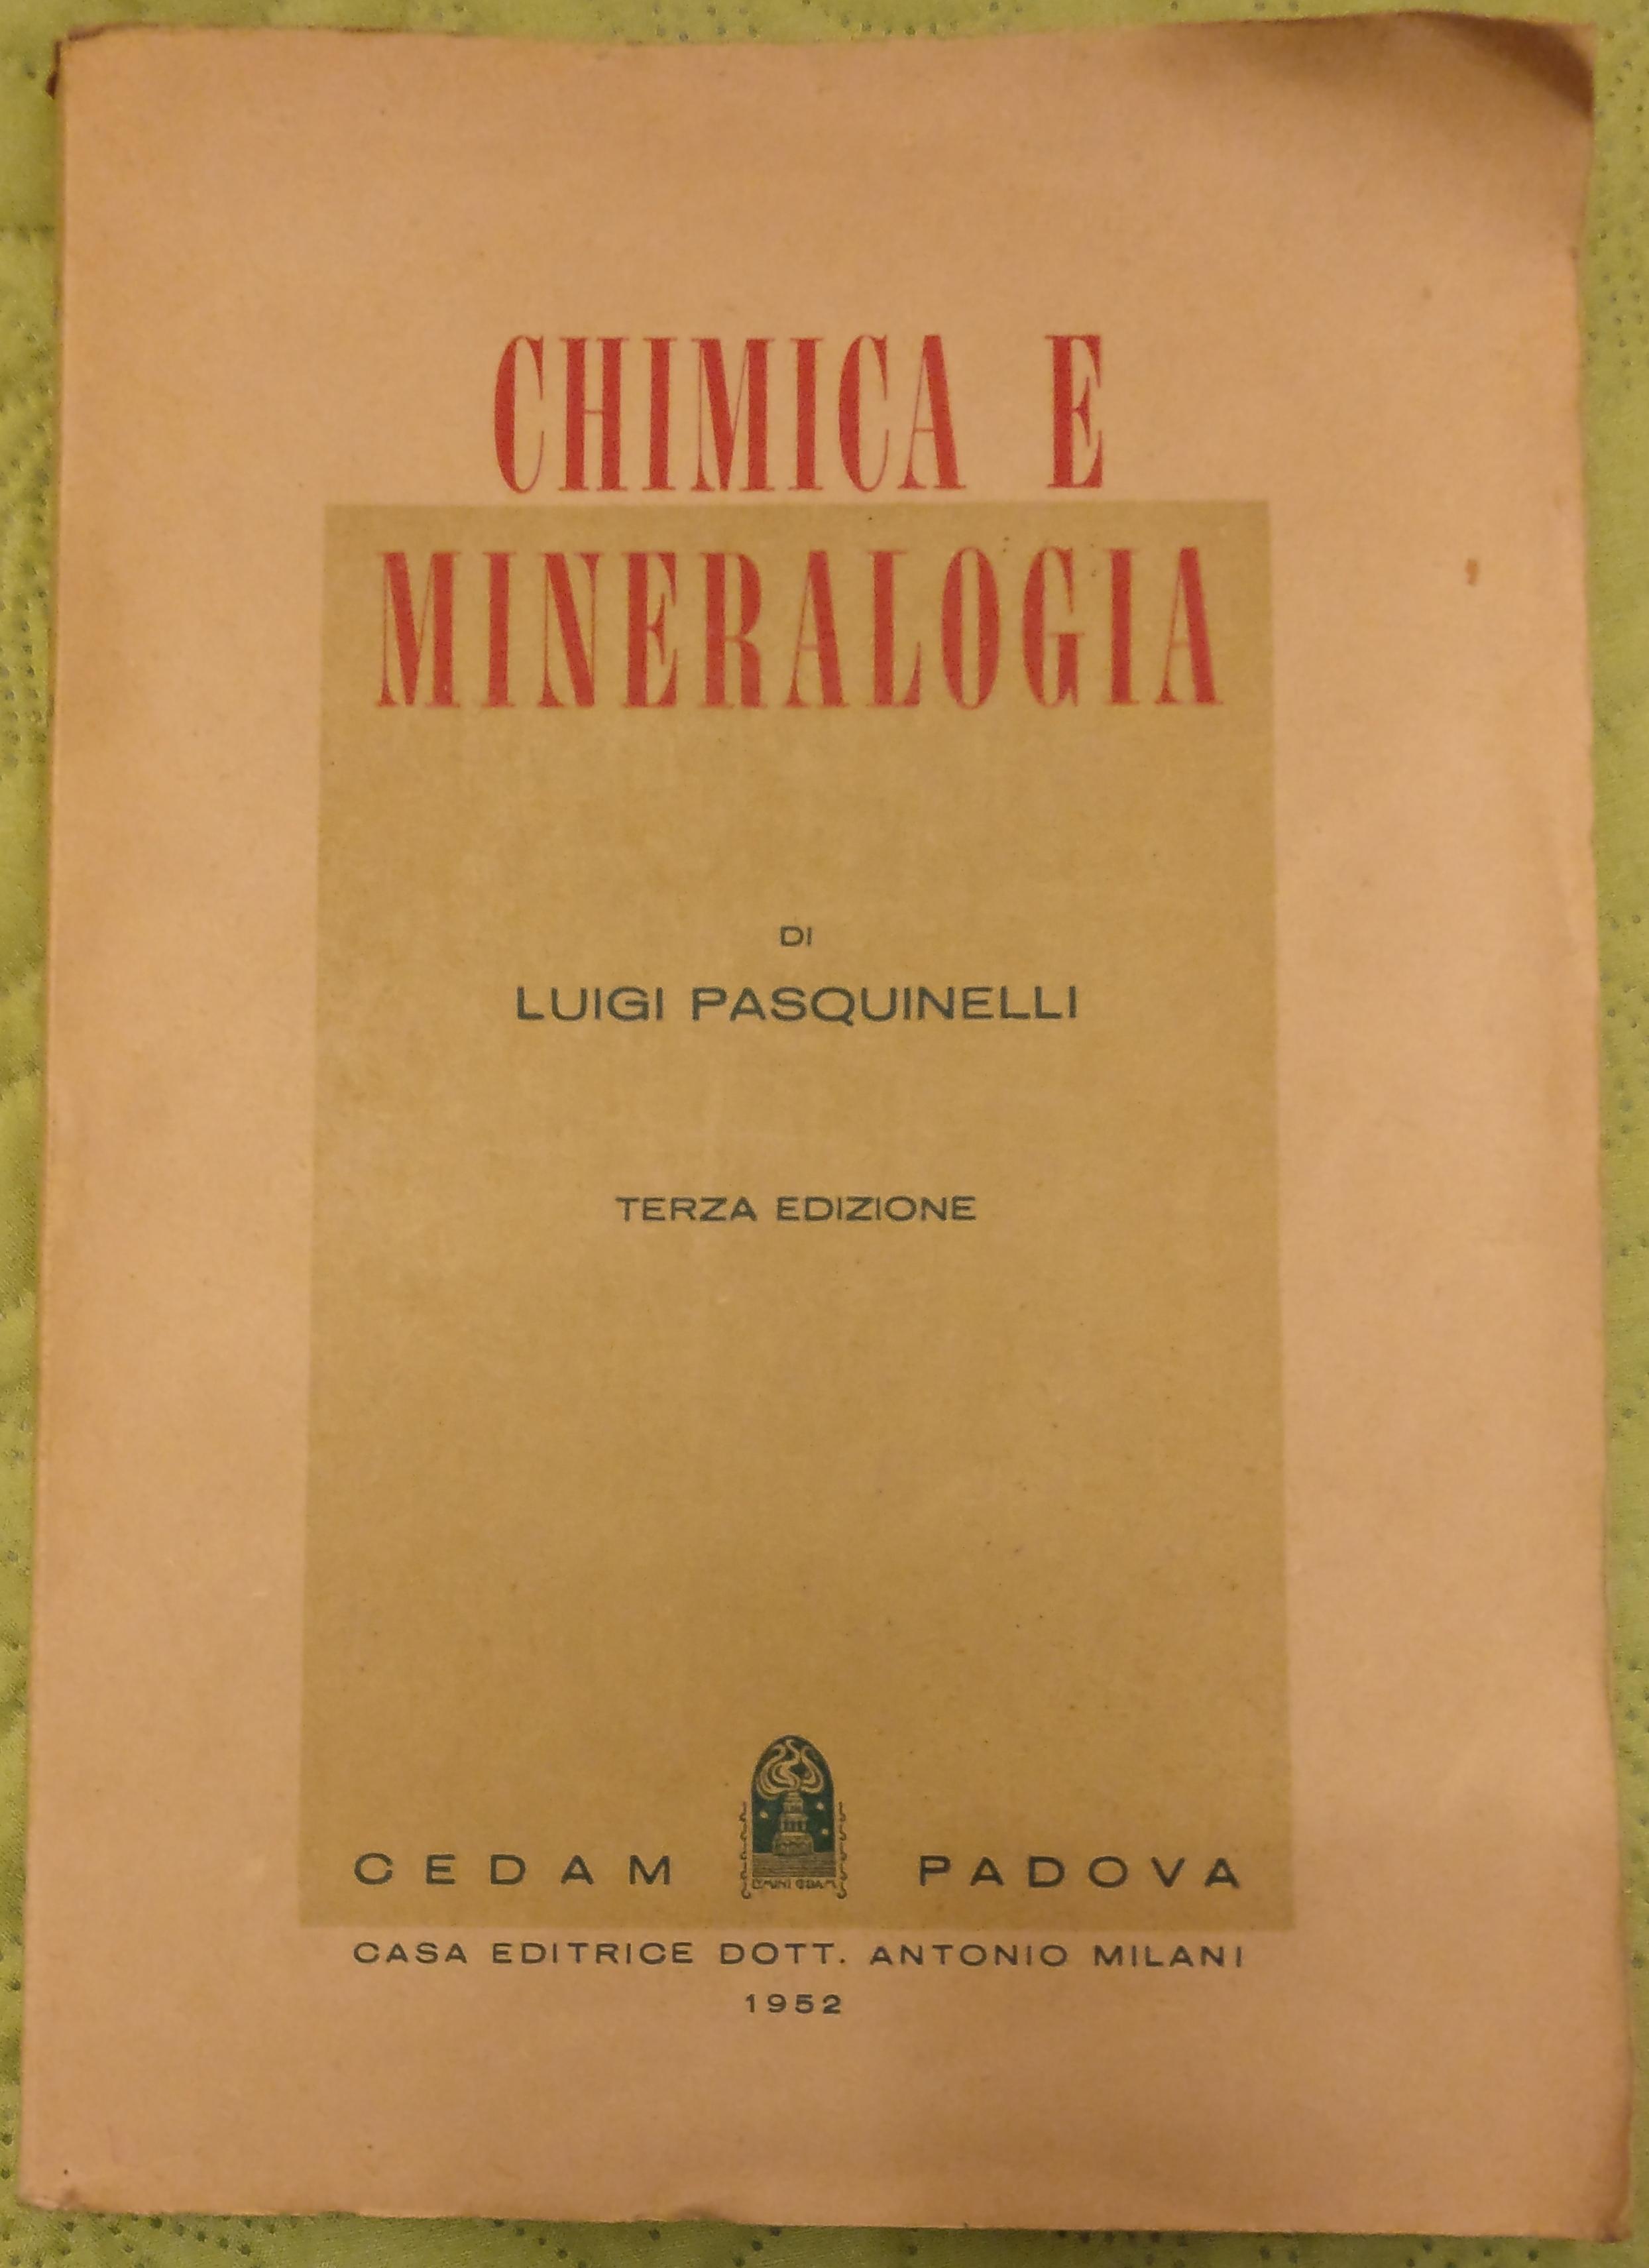 CHIMICA E
MINERALOGIA
DI
LUIGI PASQUINELLI
TERZA EDIZIONE
CEDAM PADOVA
CASA EDITRICE DOTT. ANTONIO MILANI
1952